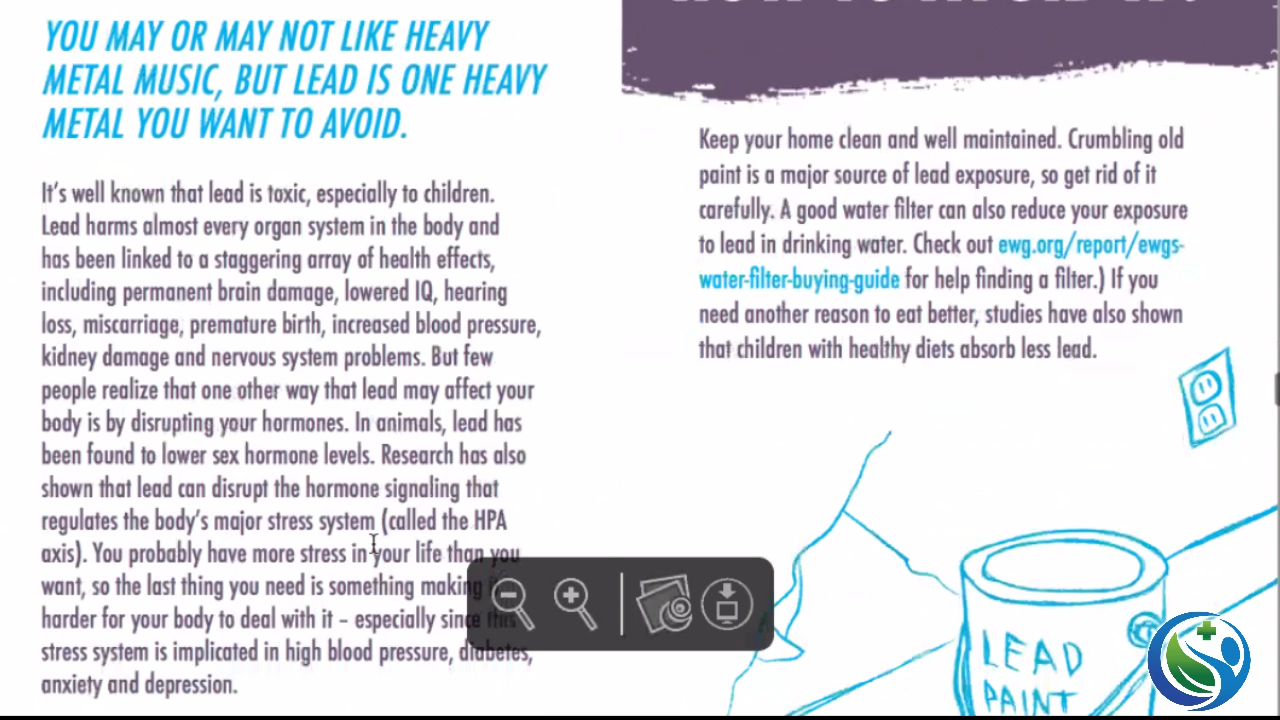 YOU MAY OR MAY NOT LIKE HEAVY
METAL MUSIC, BUT LEAD IS ONE HEAVY
METAL YOU WANT TO AVOID.
It's well known that lead is toxic, especially to children.
Lead harms almost every organ system in the body and
has been linked to a staggering array of health effects,
including permanent brain damage, lowered IQ, hearing
loss, miscarriage, premature birth, increased blood pressure,
kidney damage and nervous system problems. But few
people realize that one other way that lead may affect your
body is by disrupting your hormones. In animals, lead has
been found to lower sex hormone levels. Research has also
shown that lead can disrupt the hormone signaling that
regulates the body's major stress system (called the HPA
axis). You probably have more stress in your life than you
want, so the last thing you need is something making
harder for your body to deal with it – especially since this
stress system is implicated in high blood pressure, diabetes,
anxiety and depression.
Keep your home clean and well maintained. Crumbling old
paint is a major source of lead exposure, so get rid of it
carefully. A good water filter can also reduce your exposure
to lead in drinking water. Check out ewg.org/report/ewgs-
water-filter-buying-guide for help finding a filter.) If you
need another reason to eat better, studies have also shown
that children with healthy diets absorb less lead.
LEAD
PAINT